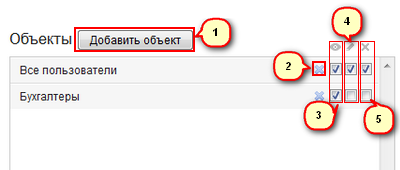 4
Объекты Добавить объект 1
Все пользователи 2
Бухгалтеры
3 5